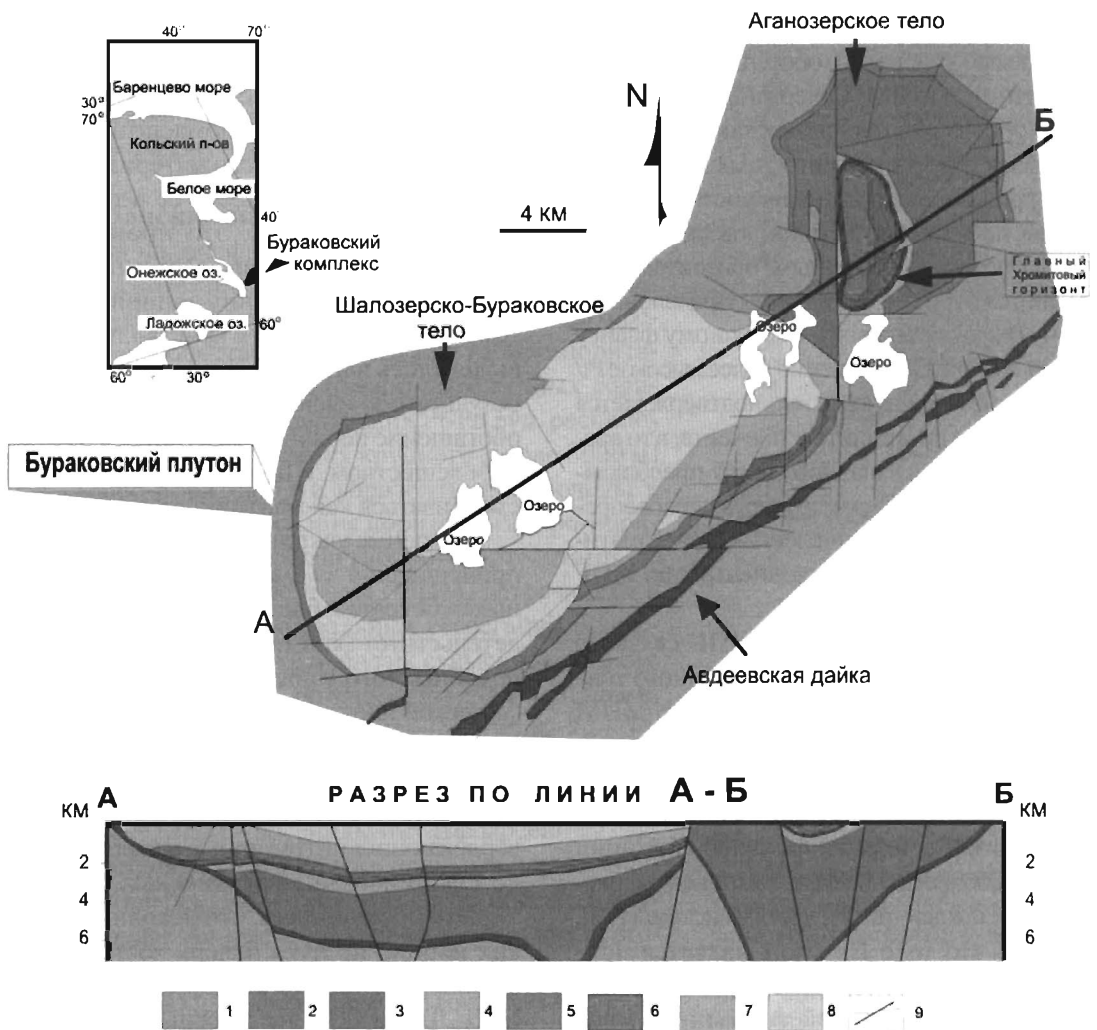 Аганозерское тело
40°
70°
Баренцево море
30°
70°
Кольский п-ов
Белое море
40°
Бураковский
комплекс
Онежское оз.
Ладожское оз.
60°
60°
30°
N
4 КМ
Б
Главный
Хромитовый
горизонт
Шалозерско-Бураковское
тело
Озеро
Озеро
Бураковский плутон
Озеро
Озеро
А
Авдеевская дайка
РАЗРЕЗ ПО ЛИНИИ А - Б
КМ А
Б КМ
2
2
4
4
6
6
1 2 3 4 5 6 7 8 9